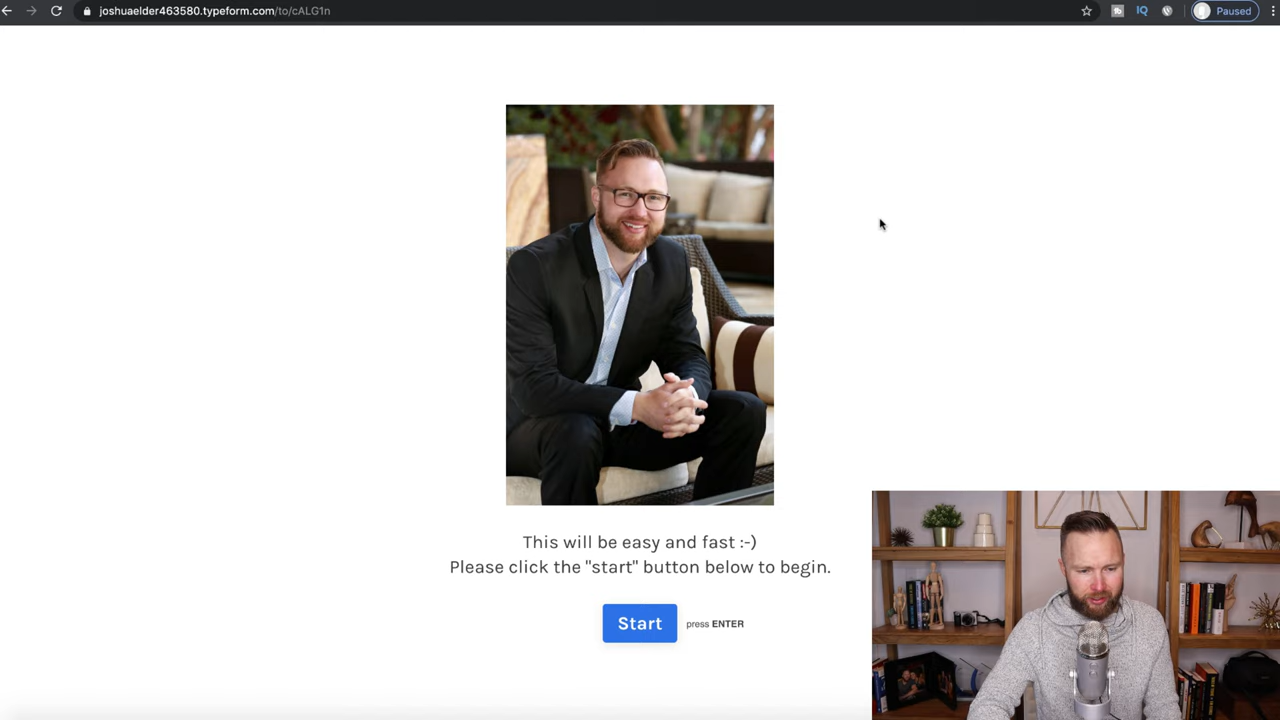 joshuaelder463580.typeform.com/to/cALG1n
IQ
Paused
This will be easy and fast :-)
Please click the "start" button below to begin.
Start
press ENTER